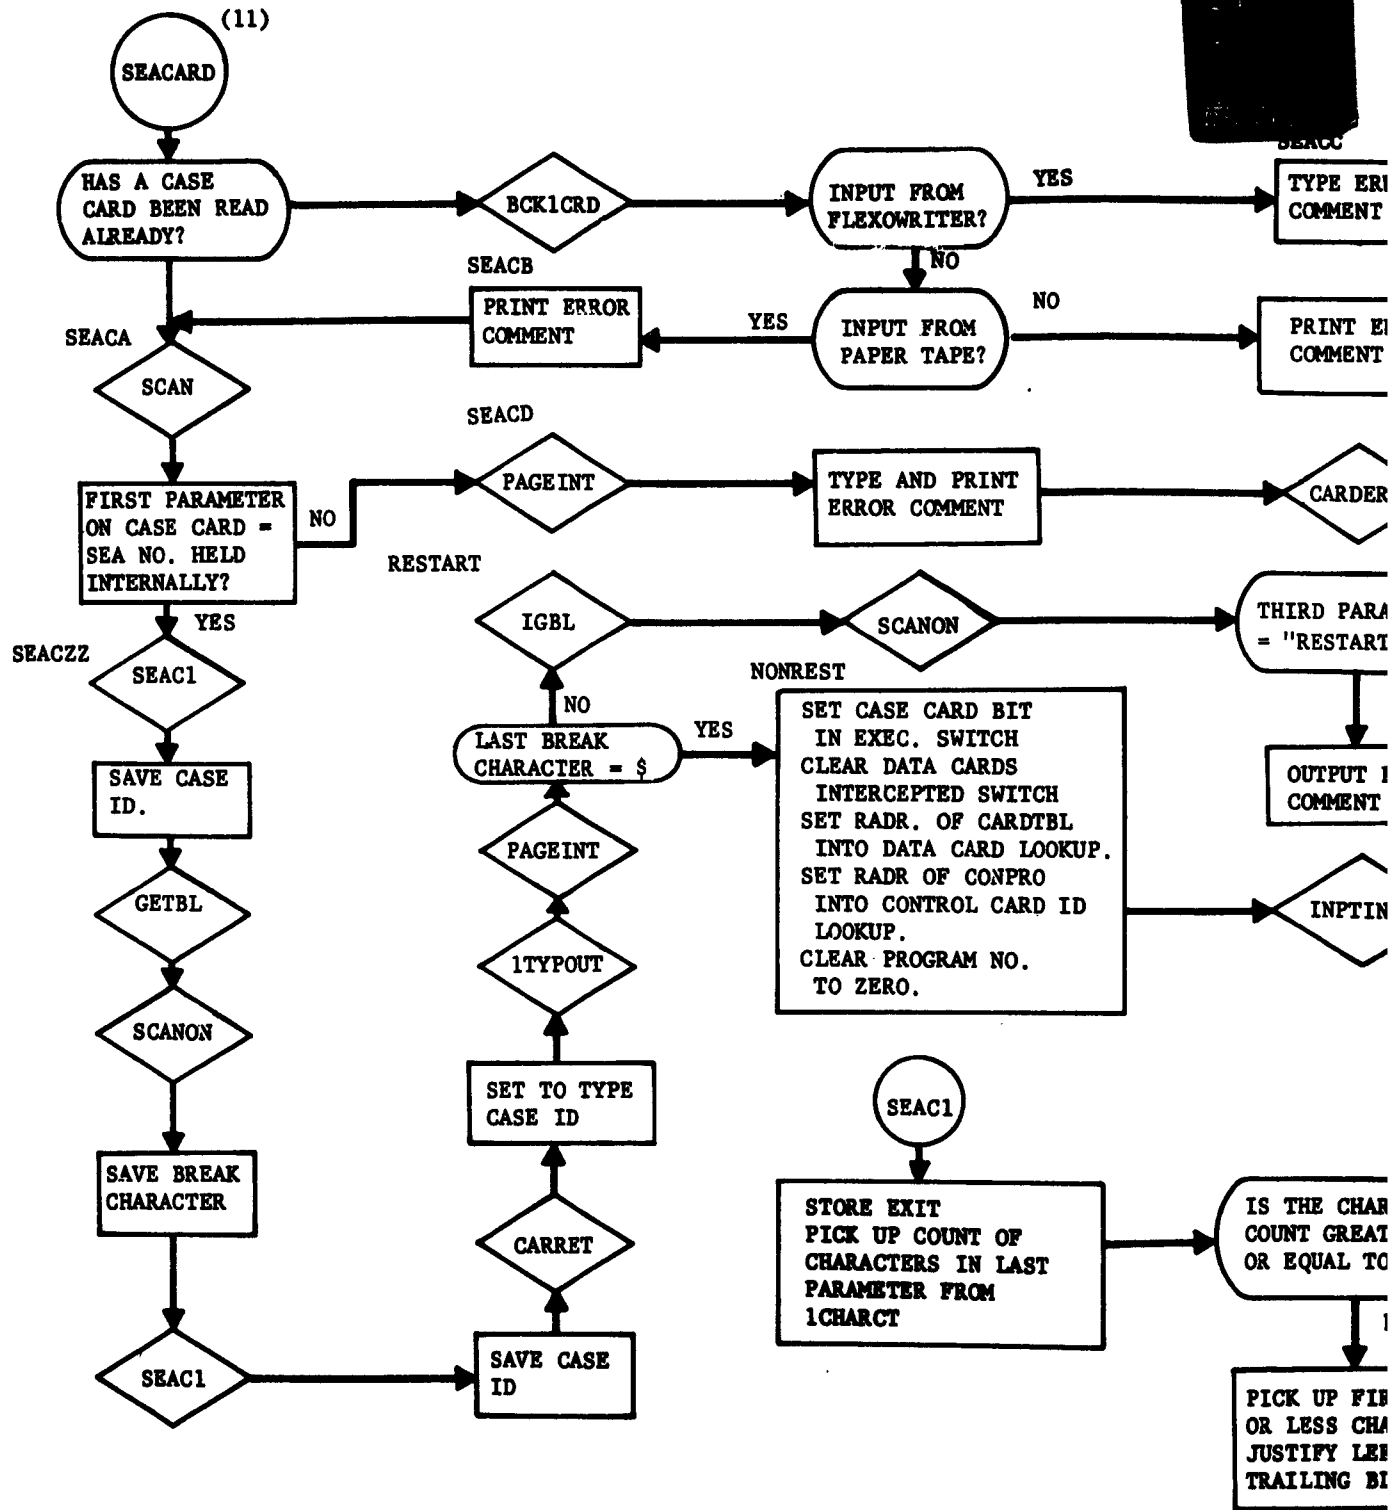 (11)
SEACARD
HAS A CASE
CARD BEEN READ
ALREADY?
BCK1CRD
INPUT FROM
FLEXOWRITER?
YES
SEACC
TYPE
COMMENT
NO
SEACB
PRINT ERROR
COMMENT
YES
INPUT FROM
PAPER TAPE?
NO
PRINT
COMMENT
SEACA
SCAN
SEACD
PAGEINT
TYPE AND PRINT
ERROR COMMENT
CARDER
FIRST PARAMETER
ON CASE CARD =
SEA NO. HELD
INTERNALLY?
NO
YES
RESTART
IGBL
SCANON
THIRD PARA
= "RESTART
SEACZZ
SEAC1
NO
LAST BREAK
CHARACTER = $
YES
NONREST
SET CASE CARD BIT
IN EXEC. SWITCH
CLEAR DATA CARDS
INTERCEPTED SWITCH
SET RADR. OF CARDTBL
INTO DATA CARD LOOKUP.
SET RADR OF CONPRO
INTO CONTROL CARD ID
LOOKUP.
CLEAR PROGRAM NO.
TO ZERO.
OUTPUT
COMMENT
INPTIN
SAVE CASE
ID.
GETBL
SCANON
SAVE BREAK
CHARACTER
SEAC1
PAGEINT
1TYPOUT
SET TO TYPE
CASE ID
CARRET
SAVE CASE
ID
SEAC1
STORE EXIT
PICK UP COUNT OF
CHARACTERS IN LAST
PARAMETER FROM
1CHARCT
IS THE CHAR
COUNT GREAT
OR EQUAL TO
PICK UP
OR LESS CHA
JUSTIFY
TRAILING